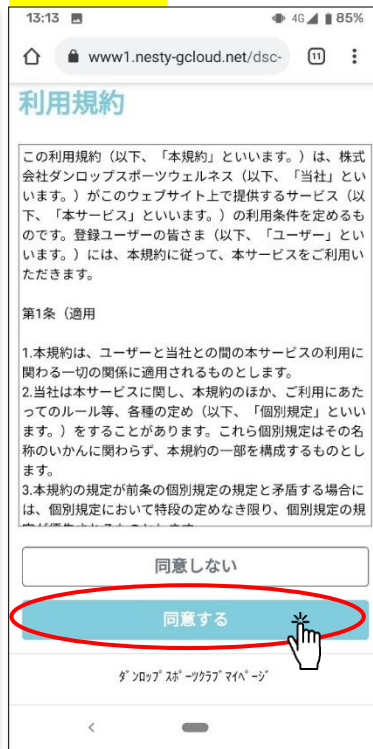 13:13 4G 85%
www1.nesty-gcloud.net/dsc- 11
利用規約
この利用規約（以下、「本規約」といいます。）は、株式
会社ダンロップスポーツウェルネス（以下、「当社」とい
います。）がこのウェブサイト上で提供するサービス（以
下、「本サービス」といいます。）の利用条件を定めるも
のです。登録ユーザーの皆さま（以下、「ユーザー」とい
います。）には、本規約に従って、本サービスをご利用い
ただきます。
第1条（適用
1.本規約は、ユーザーと当社との間の本サービスの利用に
関わる一切の関係に適用されるものとします。
2.当社は本サービスに関し、本規約のほか、ご利用にあた
ってのルール等、各種の定め（以下、「個別規定」といい
ます。）をすることがあります。これら個別規定はその名
称のいかんに関わらず、本規約の一部を構成するものとし
ます。
3.本規約の規定が前条の個別規定の規定と矛盾する場合に
は、個別規定において特段の定めなき限り、個別規定の規
同意しない
同意する
ﾀﾞﾝﾛｯﾌﾟｽﾎﾟｰﾂｸﾗﾌﾞﾏｲﾍﾟｰｼﾞ